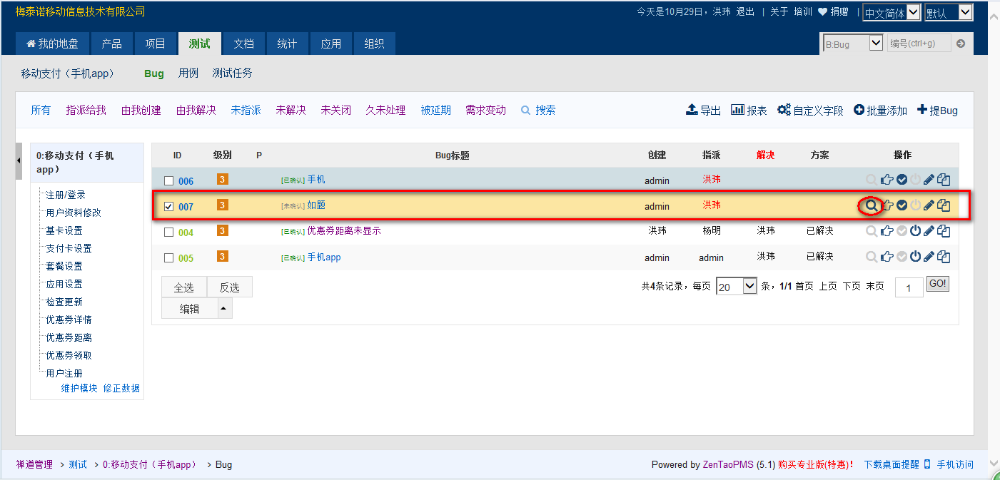 梅泰诺移动信息技术有限公司
今天是10月29日，洪玮 退出 | 关于 培训 捐赠 | 中文简体 默认
我的地盘 产品 项目 测试 文档 统计 应用 组织
B:Bug 编号(ctrl+g)
移动支付（手机app） Bug 用例 测试任务
所有 指派给我 由我创建 由我解决 未指派 未解决 未关闭 久未处理 被延期 需求变动 搜索
导出 报表 自定义字段 批量添加 提Bug
0:移动支付（手机
app）
注册/登录
用户资料修改
基卡设置
支付卡设置
套餐设置
应用设置
检查更新
优惠券详情
优惠券距离
优惠券领取
用户注册
维护模块 修正数据
ID 级别 P Bug标题 创建 指派 解决 方案 操作
006 3 [已确认] 手机 admin 洪玮
007 3 [未确认] 如题 admin 洪玮
004 3 [已确认] 优惠券距离未显示 洪玮 杨明 洪玮 已解决
005 3 [已确认] 手机app admin admin 洪玮 已解决
全选 反选
编辑
共4条记录，每页 20 条，1/1 首页 上页 下页 末页 1 GO!
禅道管理 > 测试 > 0:移动支付（手机app） > Bug
Powered by ZenTaoPMS (5.1) 购买专业版(特惠)！ 下载桌面提醒 手机访问